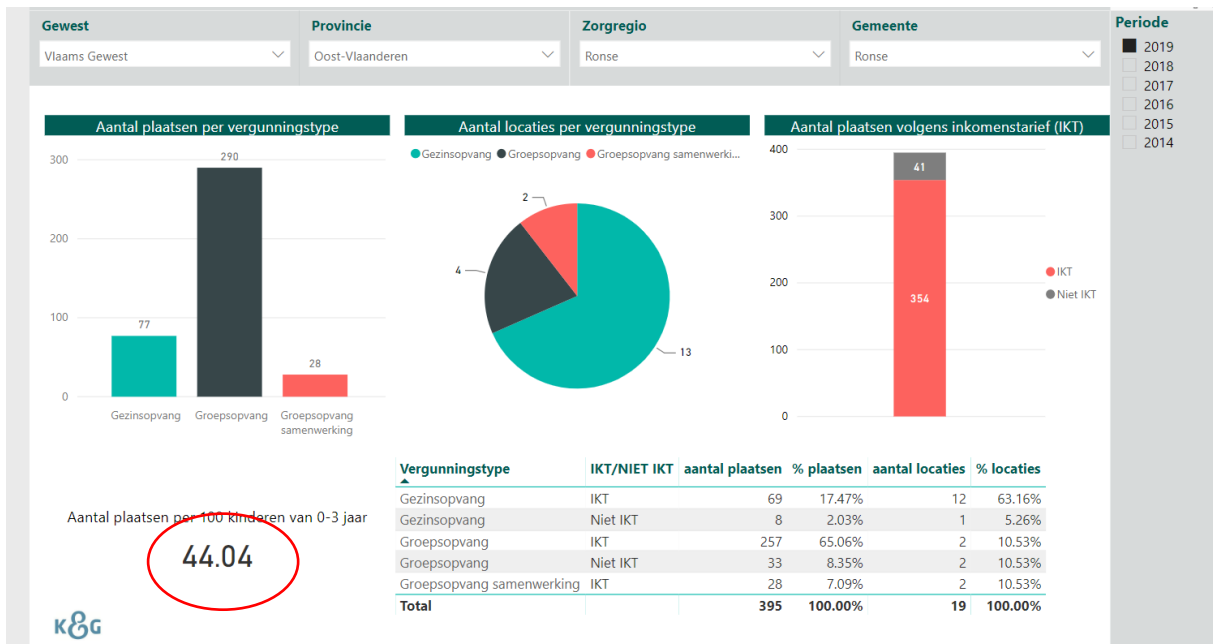 Gewest Provincie Zorgregio Gemeente Periode
Vlaams Gewest Oost-Vlaanderen Ronse Ronse
2019
2018
2017
2016
2015
2014
Aantal plaatsen per vergunningstype
300
200
100
0
77
290
28
Gezinsopvang Groepsopvang Groepsopvang
samenwerking
Aantal locaties per vergunningstype
Gezinsopvang Groepsopvang Groepsopvang samenwerki...
2
4
13
Aantal plaatsen volgens inkomenstarief (IKT)
400
300
200
100
0
41
354
IKT
Niet IKT
Aantal plaatsen per 100 kinderen van 0-3 jaar
44.04
Vergunningstype IKT/NIET IKT aantal plaatsen % plaatsen aantal locaties % locaties
Gezinsopvang IKT 69 17.47% 12 63.16%
Gezinsopvang Niet IKT 8 2.03% 1 5.26%
Groepsopvang IKT 257 65.06% 2 10.53%
Groepsopvang Niet IKT 33 8.35% 2 10.53%
Groepsopvang samenwerking IKT 28 7.09% 2 10.53%
Total 395 100.00% 19 100.00%
K&G